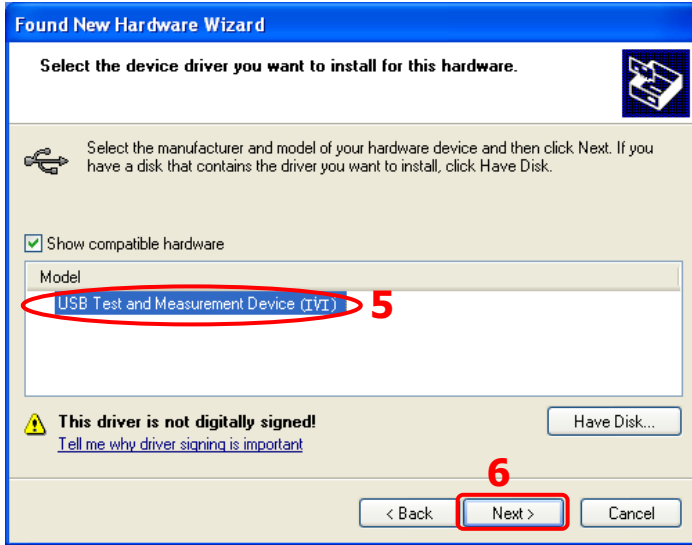 Found New Hardware Wizard
Select the device driver you want to install for this hardware.
Select the manufacturer and model of your hardware device and then click Next. If you
have a disk that contains the driver you want to install, click Have Disk.
Show compatible hardware
Model
USB Test and Measurement Device (IVI)
5
This driver is not digitally signed!
Tell me why driver signing is important
Have Disk...
6
< Back
Next >
Cancel